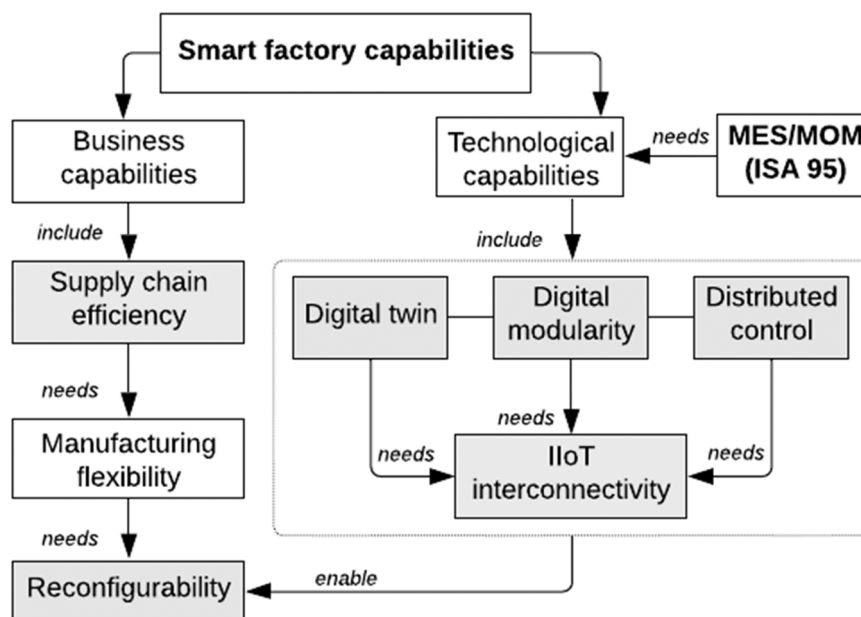 Smart factory capabilities
Business
capabilities
Technological
capabilities
needs
MES/MOM
(ISA 95)
include
include
Supply chain
efficiency
Digital twin
Digital
modularity
Distributed
control
needs
needs
needs
needs
Manufacturing
flexibility
IIoT
interconnectivity
needs
Reconfigurability
enable